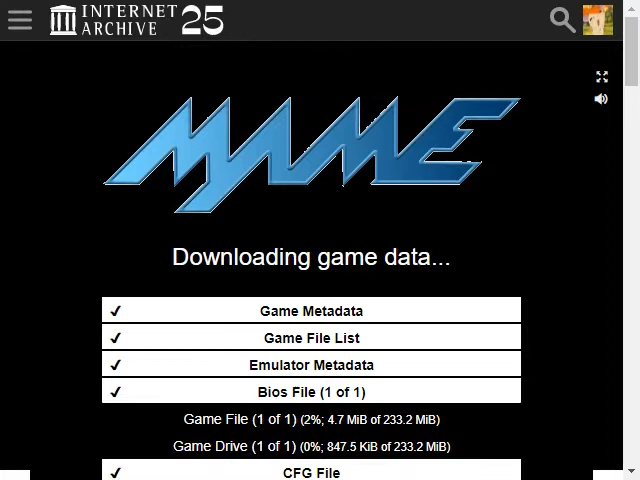 INTERNET
ARCHIVE
25
MAME
Downloading game data...
✔ Game Metadata
✔ Game File List
✔ Emulator Metadata
✔ Bios File (1 of 1)
Game File (1 of 1) (2%; 4.7 MiB of 233.2 MiB)
Game Drive (1 of 1) (0%; 847.5 KiB of 233.2 MiB)
✔ CFG File